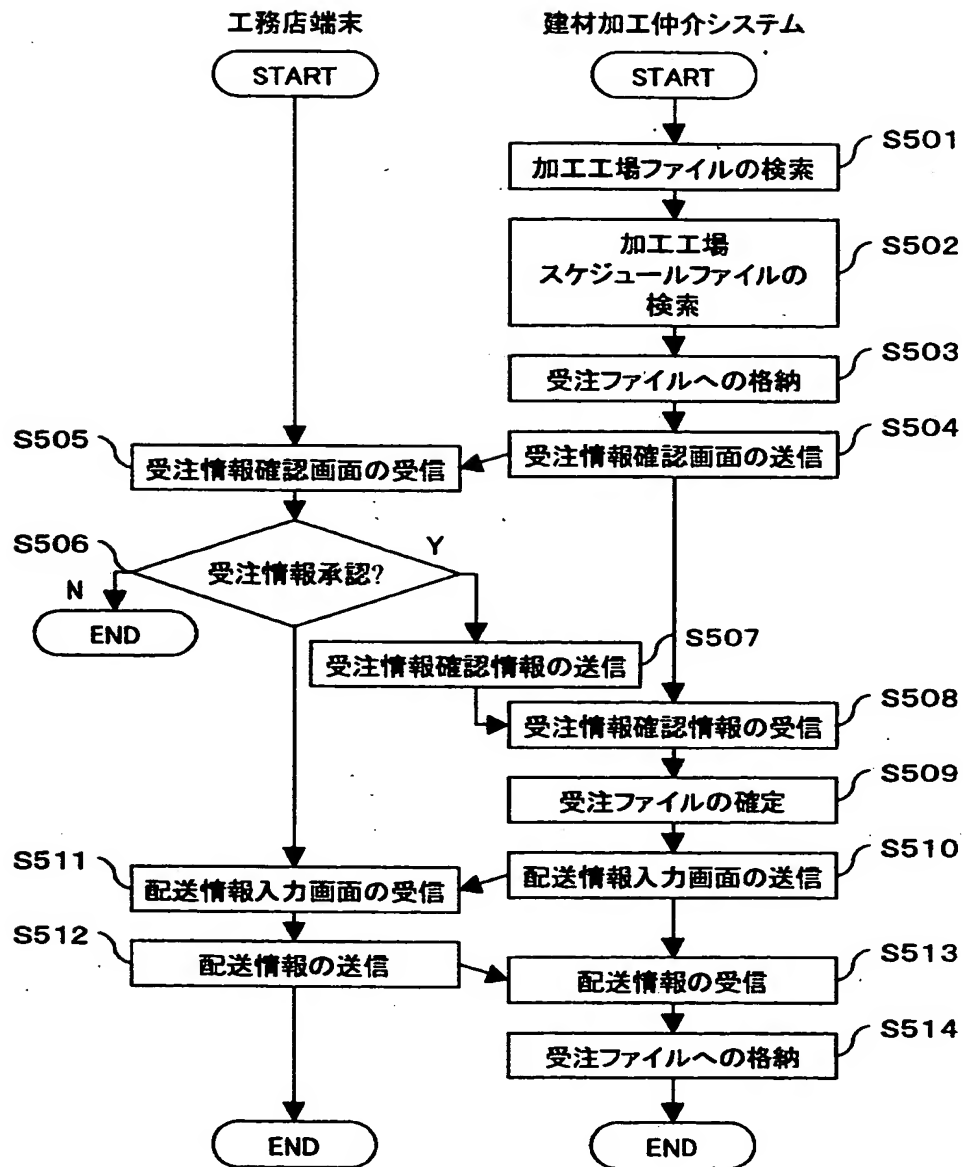 工務店端末
建材加工仲介システム
START
START
加工工場ファイルの検索
S501
加工工場
スケジュールファイルの
検索
S502
受注ファイルへの格納
S503
受注情報確認画面の送信
S504
S505
受注情報確認画面の受信
S506
受注情報承認?
Y
N
END
受注情報確認情報の送信
S507
受注情報確認情報の受信
S508
受注ファイルの確定
S509
配送情報入力画面の送信
S510
S511
配送情報入力画面の受信
S512
配送情報の送信
配送情報の受信
S513
受注ファイルへの格納
S514
END
END